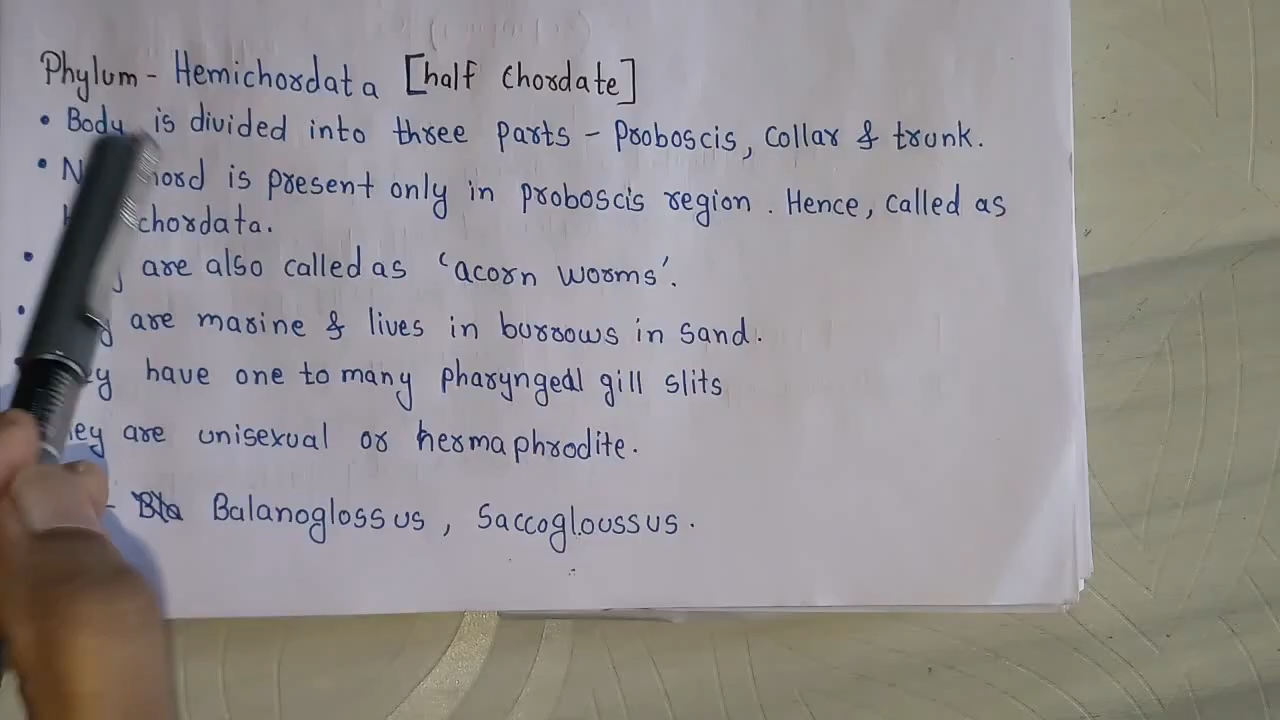 Phylum - Hemichordata [half Chordate]
• Body is divided into three parts - Proboscis, Collar & trunk.
• is present only in proboscis region. Hence, called as
chordata.
• are also called as 'acorn worms'.
• are marine & lives in burrows in sand.
have one to many pharyngeal gill slits
are unisexual or hermaphrodite.
- Balanoglossus, Saccogloussus.